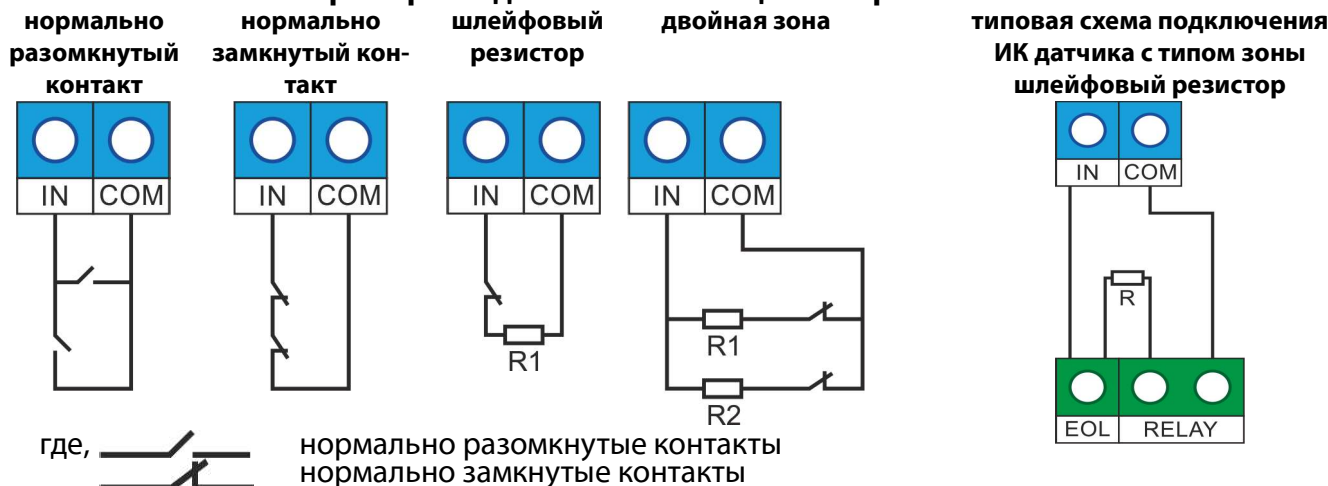 нормально
разомкнутый
контакт
нормально
замкнутый кон-
такт
шлейфовый
резистор
двойная зона
типовая схема подключения
ИК датчика с типом зоны
шлейфовый резистор
IN COM
IN COM
IN COM
IN COM
IN COM
R1
R1
R2
R
EOL RELAY
где,
нормально разомкнутые контакты
нормально замкнутые контакты